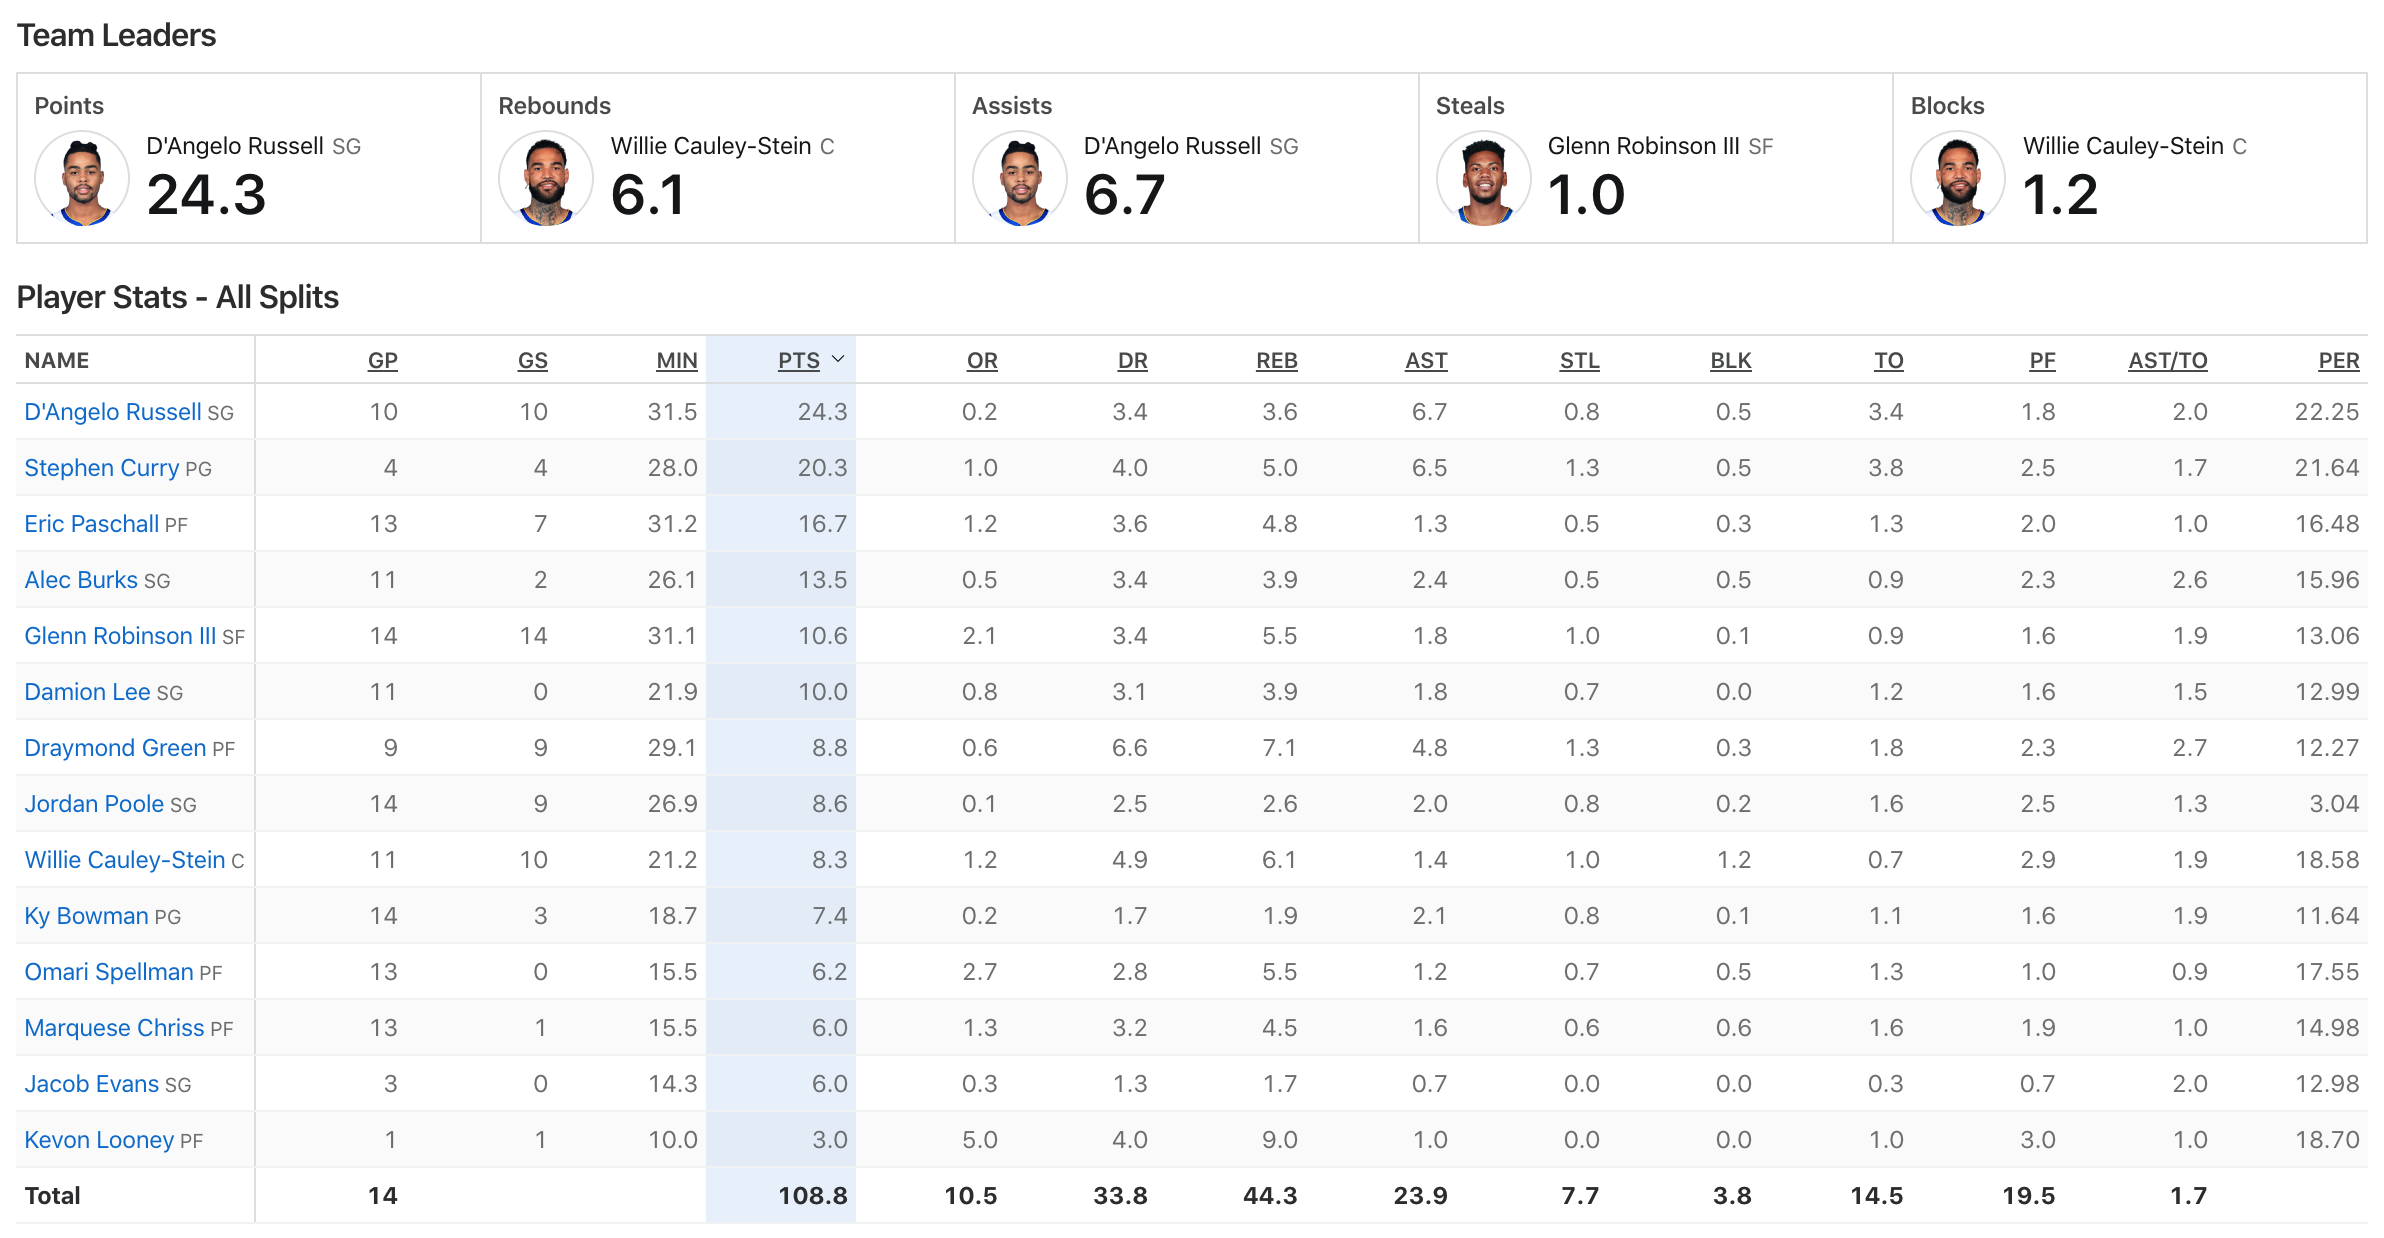 Team Leaders
Points Rebounds Assists Steals Blocks
D'Angelo Russell SG Willie Cauley-Stein C D'Angelo Russell SG Glenn Robinson III SF Willie Cauley-Stein C
24.3 6.1 6.7 1.0 1.2
Player Stats - All Splits
NAME GP GS MIN PTS OR DR REB AST STL BLK TO PF AST/TO PER
D'Angelo Russell SG 10 10 31.5 24.3 0.2 3.4 3.6 6.7 0.8 0.5 3.4 1.8 2.0 22.25
Stephen Curry PG 4 4 28.0 20.3 1.0 4.0 5.0 6.5 1.3 0.5 3.8 2.5 1.7 21.64
Eric Paschall PF 13 7 31.2 16.7 1.2 3.6 4.8 1.3 0.5 0.3 1.3 2.0 1.0 16.48
Alec Burks SG 11 2 26.1 13.5 0.5 3.4 3.9 2.4 0.5 0.5 0.9 2.3 2.6 15.96
Glenn Robinson III SF 14 14 31.1 10.6 2.1 3.4 5.5 1.8 1.0 0.1 0.9 1.6 1.9 13.06
Damion Lee SG 11 0 21.9 10.0 0.8 3.1 3.9 1.8 0.7 0.0 1.2 1.6 1.5 12.99
Draymond Green PF 9 9 29.1 8.8 0.6 6.6 7.1 4.8 1.3 0.3 1.8 2.3 2.7 12.27
Jordan Poole SG 14 9 26.9 8.6 0.1 2.5 2.6 2.0 0.8 0.2 1.6 2.5 1.3 3.04
Willie Cauley-Stein C 11 10 21.2 8.3 1.2 4.9 6.1 1.4 1.0 1.2 0.7 2.9 1.9 18.58
Ky Bowman PG 14 3 18.7 7.4 0.2 1.7 1.9 2.1 0.8 0.1 1.1 1.6 1.9 11.64
Omari Spellman PF 13 0 15.5 6.2 2.7 2.8 5.5 1.2 0.7 0.5 1.3 1.0 0.9 17.55
Marquese Chriss PF 13 1 15.5 6.0 1.3 3.2 4.5 1.6 0.6 0.6 1.6 1.9 1.0 14.98
Jacob Evans SG 3 0 14.3 6.0 0.3 1.3 1.7 0.7 0.0 0.0 0.3 0.7 2.0 12.98
Kevon Looney PF 1 1 10.0 3.0 5.0 4.0 9.0 1.0 0.0 0.0 1.0 3.0 1.0 18.70
Total 14 108.8 10.5 33.8 44.3 23.9 7.7 3.8 14.5 19.5 1.7